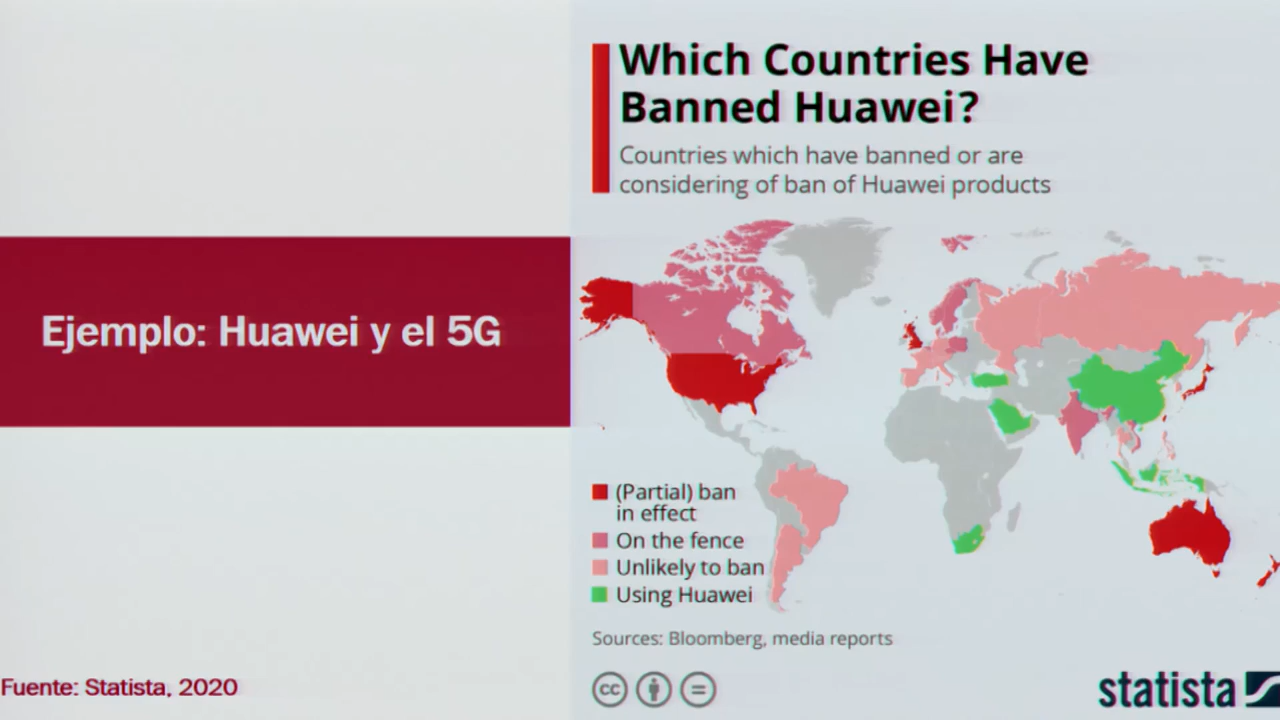 Which Countries Have
Banned Huawei?
Countries which have banned or are
considering of ban of Huawei products
Ejemplo: Huawei y el 5G
(Partial) ban
in effect
On the fence
Unlikely to ban
Using Huawei
Sources: Bloomberg, media reports
Fuente: Statista, 2020
cc
statista